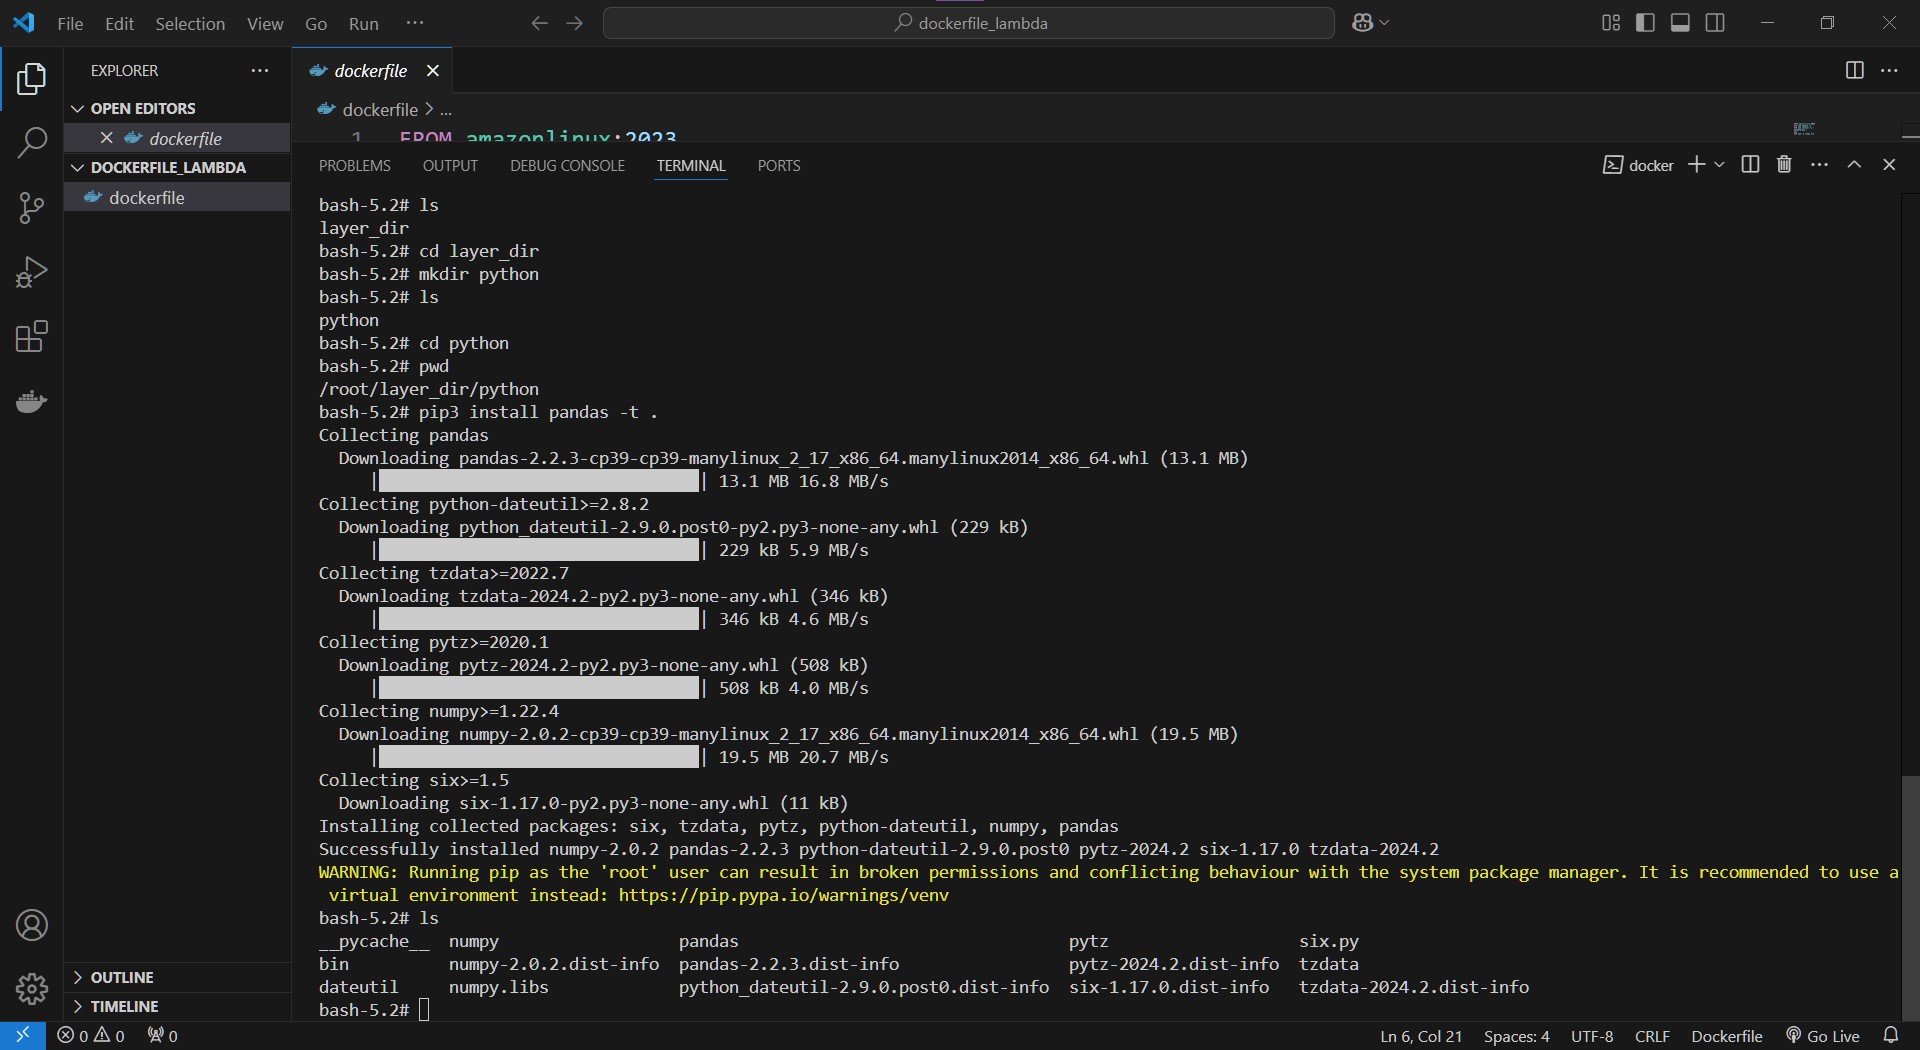 File Edit Selection View Go Run ···
dockerfile_lambda
EXPLORER
OPEN EDITORS
dockerfile
DOCKERFILE_LAMBDA
dockerfile
OUTLINE
TIMELINE
dockerfile
dockerfile > ...
1 FROM amazonlinux:2023
PROBLEMS OUTPUT DEBUG CONSOLE TERMINAL PORTS
docker
bash-5.2# ls
layer_dir
bash-5.2# cd layer_dir
bash-5.2# mkdir python
bash-5.2# ls
python
bash-5.2# cd python
bash-5.2# pwd
/root/layer_dir/python
bash-5.2# pip3 install pandas -t .
Collecting pandas
  Downloading pandas-2.2.3-cp39-cp39-manylinux_2_17_x86_64.manylinux2014_x86_64.whl (13.1 MB)
| | 13.1 MB 16.8 MB/s
Collecting python-dateutil>=2.8.2
  Downloading python_dateutil-2.9.0.post0-py2.py3-none-any.whl (229 kB)
| | 229 kB 5.9 MB/s
Collecting tzdata>=2022.7
  Downloading tzdata-2024.2-py2.py3-none-any.whl (346 kB)
| | 346 kB 4.6 MB/s
Collecting pytz>=2020.1
  Downloading pytz-2024.2-py2.py3-none-any.whl (508 kB)
| | 508 kB 4.0 MB/s
Collecting numpy>=1.22.4
  Downloading numpy-2.0.2-cp39-cp39-manylinux_2_17_x86_64.manylinux2014_x86_64.whl (19.5 MB)
| | 19.5 MB 20.7 MB/s
Collecting six>=1.5
  Downloading six-1.17.0-py2.py3-none-any.whl (11 kB)
Installing collected packages: six, tzdata, pytz, python-dateutil, numpy, pandas
Successfully installed numpy-2.0.2 pandas-2.2.3 python-dateutil-2.9.0.post0 pytz-2024.2 six-1.17.0 tzdata-2024.2
WARNING: Running pip as the 'root' user can result in broken permissions and conflicting behaviour with the system package manager. It is recommended to use a
 virtual environment instead: https://pip.pypa.io/warnings/venv
bash-5.2# ls
__pycache__ numpy pandas pytz six.py
bin numpy-2.0.2.dist-info pandas-2.2.3.dist-info pytz-2024.2.dist-info tzdata
dateutil numpy.libs python_dateutil-2.9.0.post0.dist-info six-1.17.0.dist-info tzdata-2024.2.dist-info
bash-5.2#
0 0 0 Ln 6, Col 21 Spaces: 4 UTF-8 CRLF Dockerfile Go Live